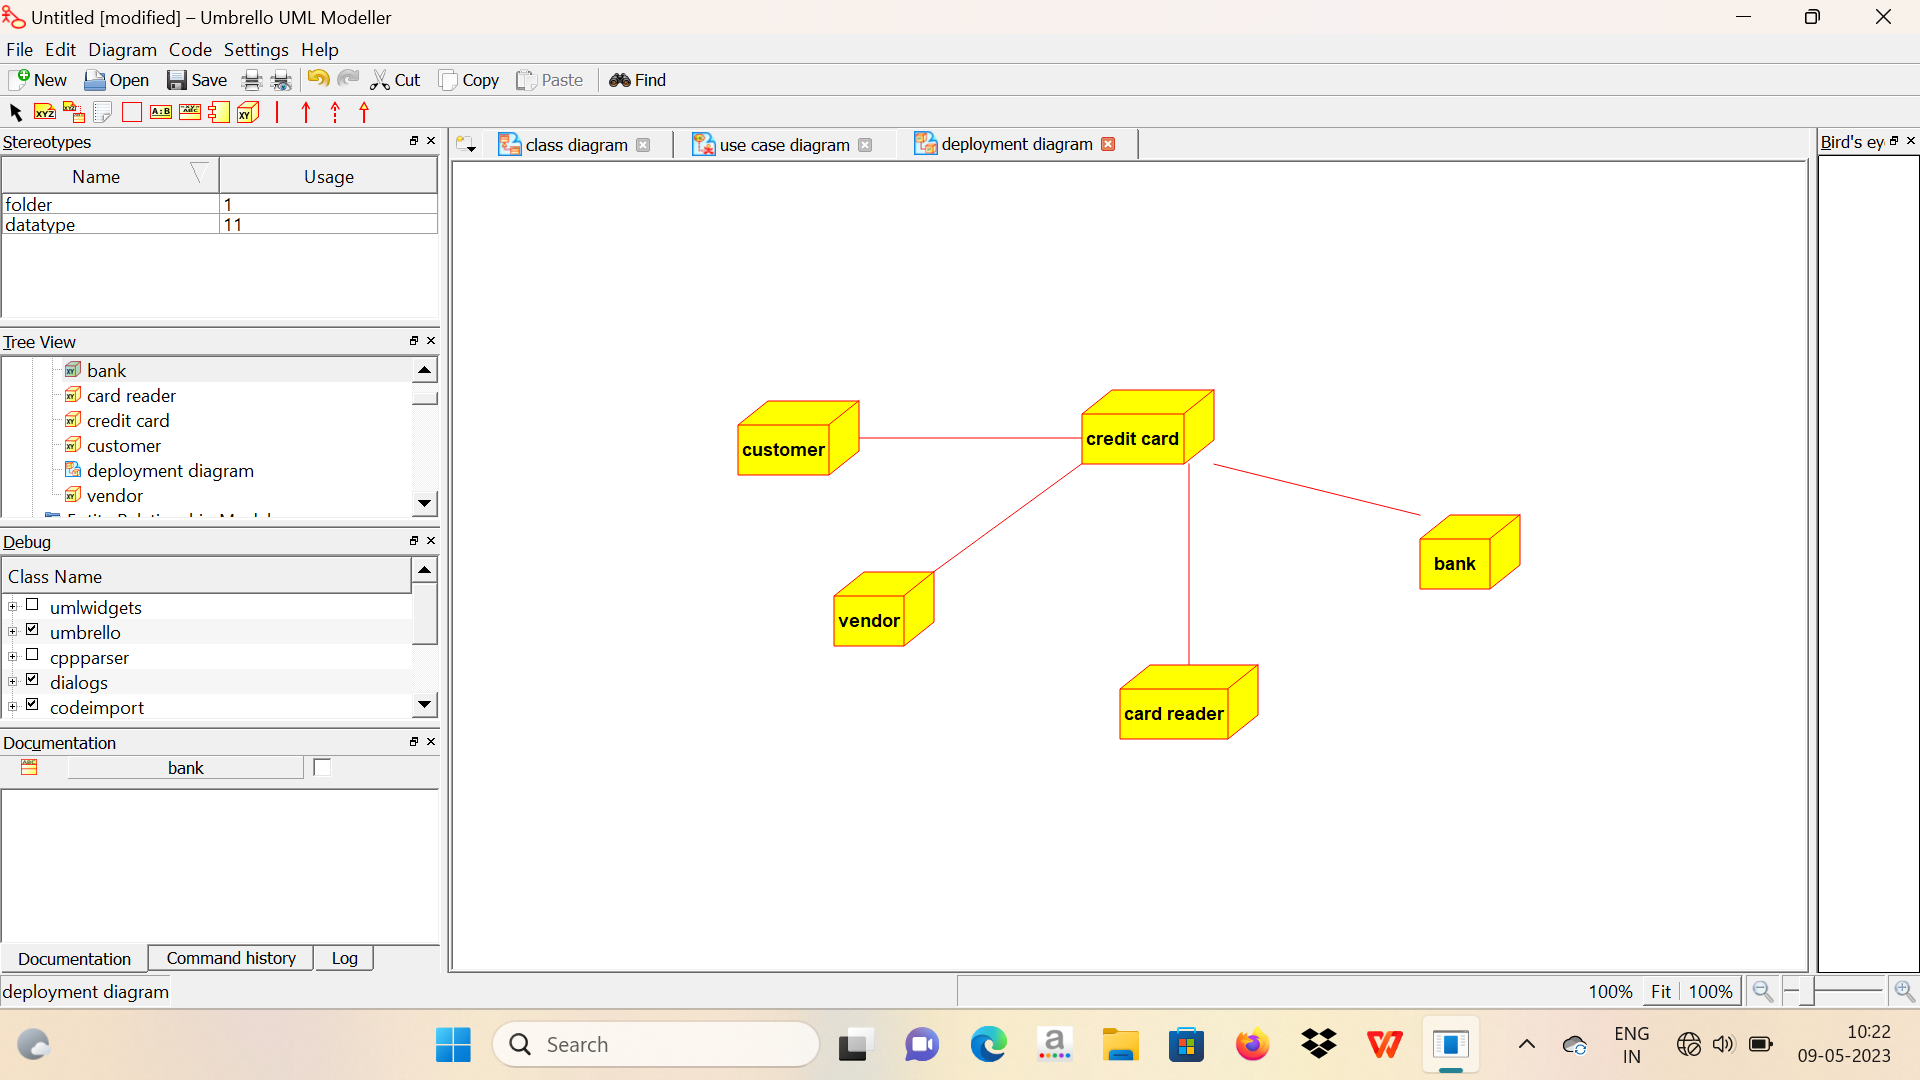 Untitled [modified] – Umbrello UML Modeller
File Edit Diagram Code Settings Help
New Open Save Cut Copy Paste Find
XYZ XYZ A:B ABC XY
Stereotypes
Name Usage
folder 1
datatype 11
Tree View
bank
card reader
credit card
customer
deployment diagram
vendor
Debug
Class Name
umlwidgets
umbrello
cppparser
dialogs
codeimport
Documentation
bank
Documentation Command history Log
class diagram use case diagram deployment diagram
customer
credit card
vendor
bank
card reader
Bird's ey
deployment diagram
100% Fit 100%
Search
ENG
IN
10:22
09-05-2023